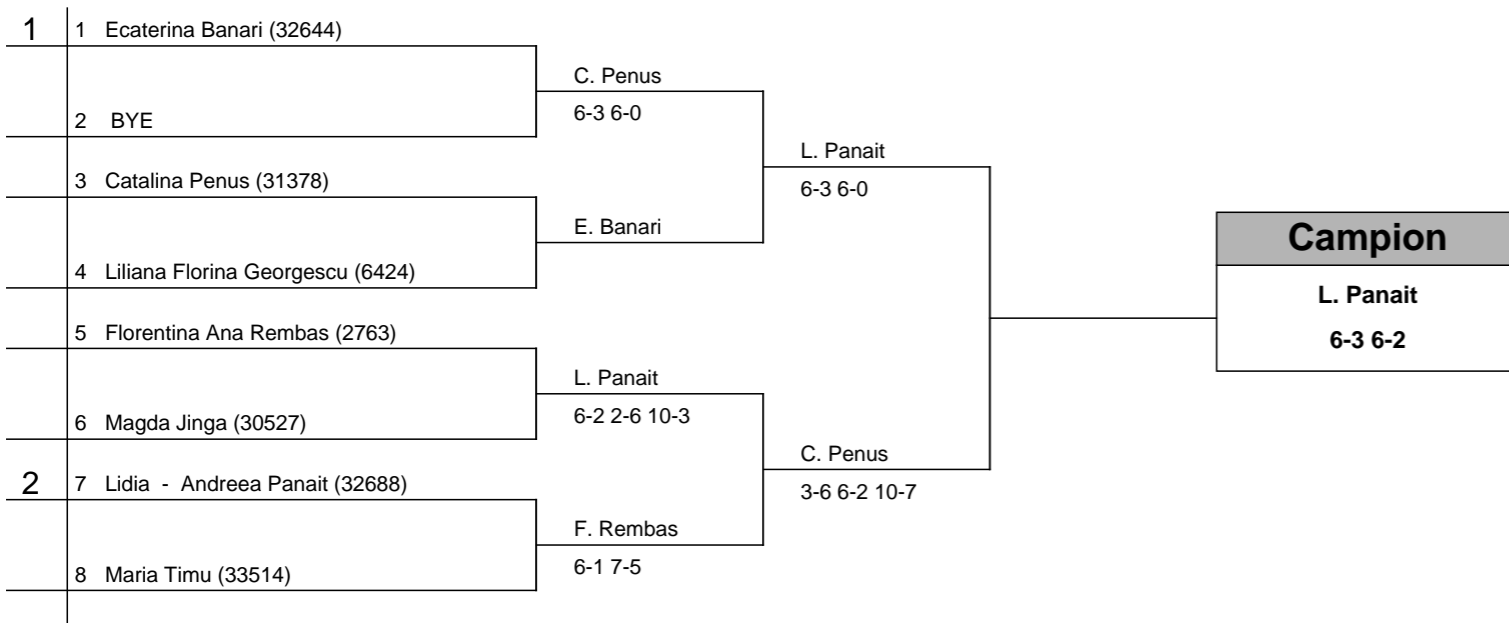 1 1 Ecaterina Banari (32644)
C. Penus
6-3 6-0
2 BYE
L. Panait
3 Catalina Penus (31378)
6-3 6-0
E. Banari
Campion
4 Liliana Florina Georgescu (6424)
L. Panait
5 Florentina Ana Rembas (2763)
6-3 6-2
L. Panait
6-2 2-6 10-3
6 Magda Jinga (30527)
C. Penus
2 7 Lidia - Andreea Panait (32688)
3-6 6-2 10-7
F. Rembas
6-1 7-5
8 Maria Timu (33514)